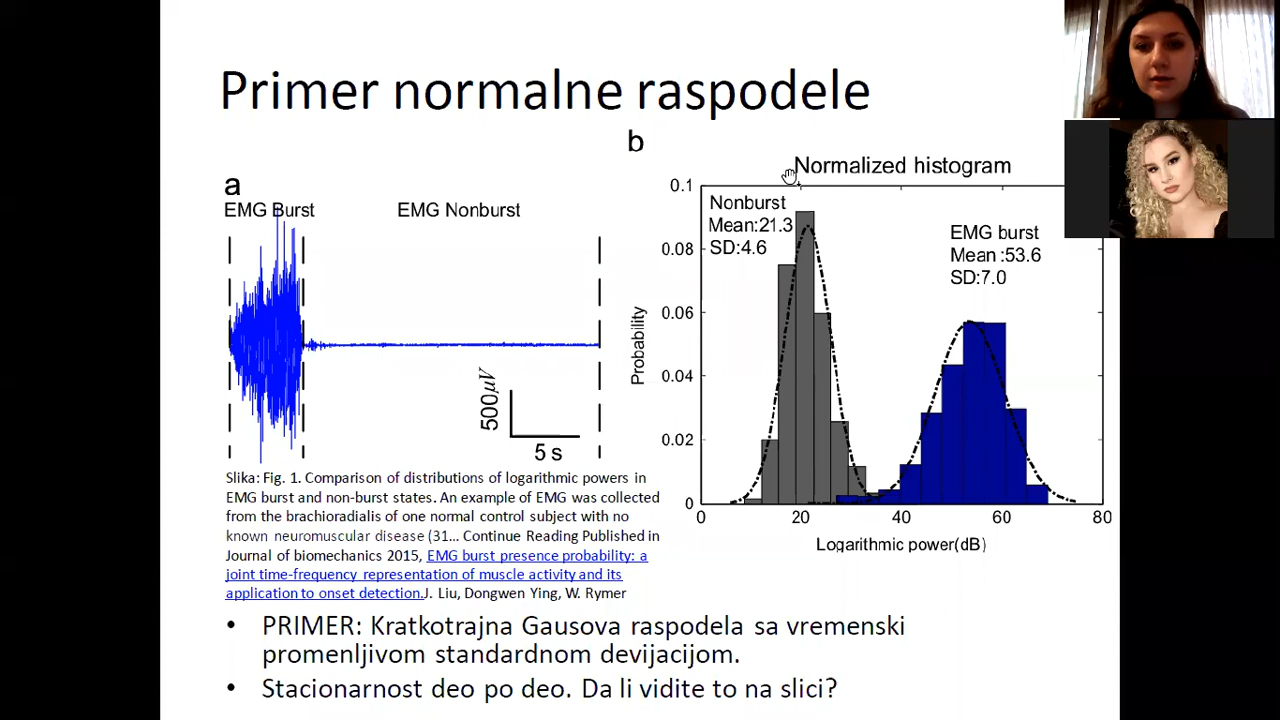 Primer normalne raspodele
a
EMG Burst
EMG Nonburst
500μV
5 s
b
Normalized histogram
Nonburst
Mean:21.3
SD:4.6
EMG burst
Mean :53.6
SD:7.0
Probability
0.1
0.08
0.06
0.04
0.02
0
0 20 40 60 80
Logarithmic power(dB)
Slika: Fig. 1. Comparison of distributions of logarithmic powers in
EMG burst and non-burst states. An example of EMG was collected
from the brachioradialis of one normal control subject with no
known neuromuscular disease (31... Continue Reading Published in
Journal of biomechanics 2015, EMG burst presence probability: a
joint time-frequency representation of muscle activity and its
application to onset detection.J. Liu, Dongwen Ying, W. Rymer
• PRIMER: Kratkotrajna Gausova raspodela sa vremenski
promenljivom standardnom devijacijom.
• Stacionarnost deo po deo. Da li vidite to na slici?